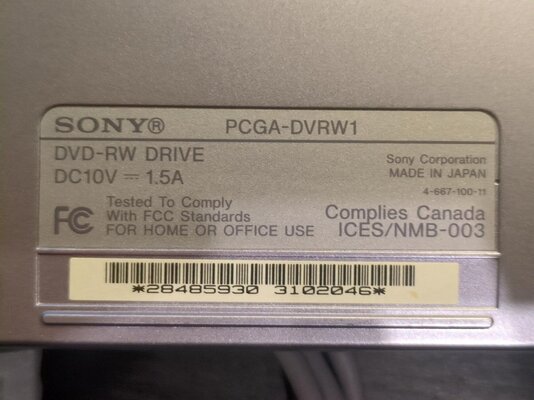 SONY® PCGA-DVRW1
DVD-RW DRIVE
DC10V ⎓ 1.5A
Sony Corporation
MADE IN JAPAN
4-667-100-11
FC Tested To Comply
With FCC Standards
FOR HOME OR OFFICE USE
Complies Canada
ICES/NMB-003
*28485930 3102046*